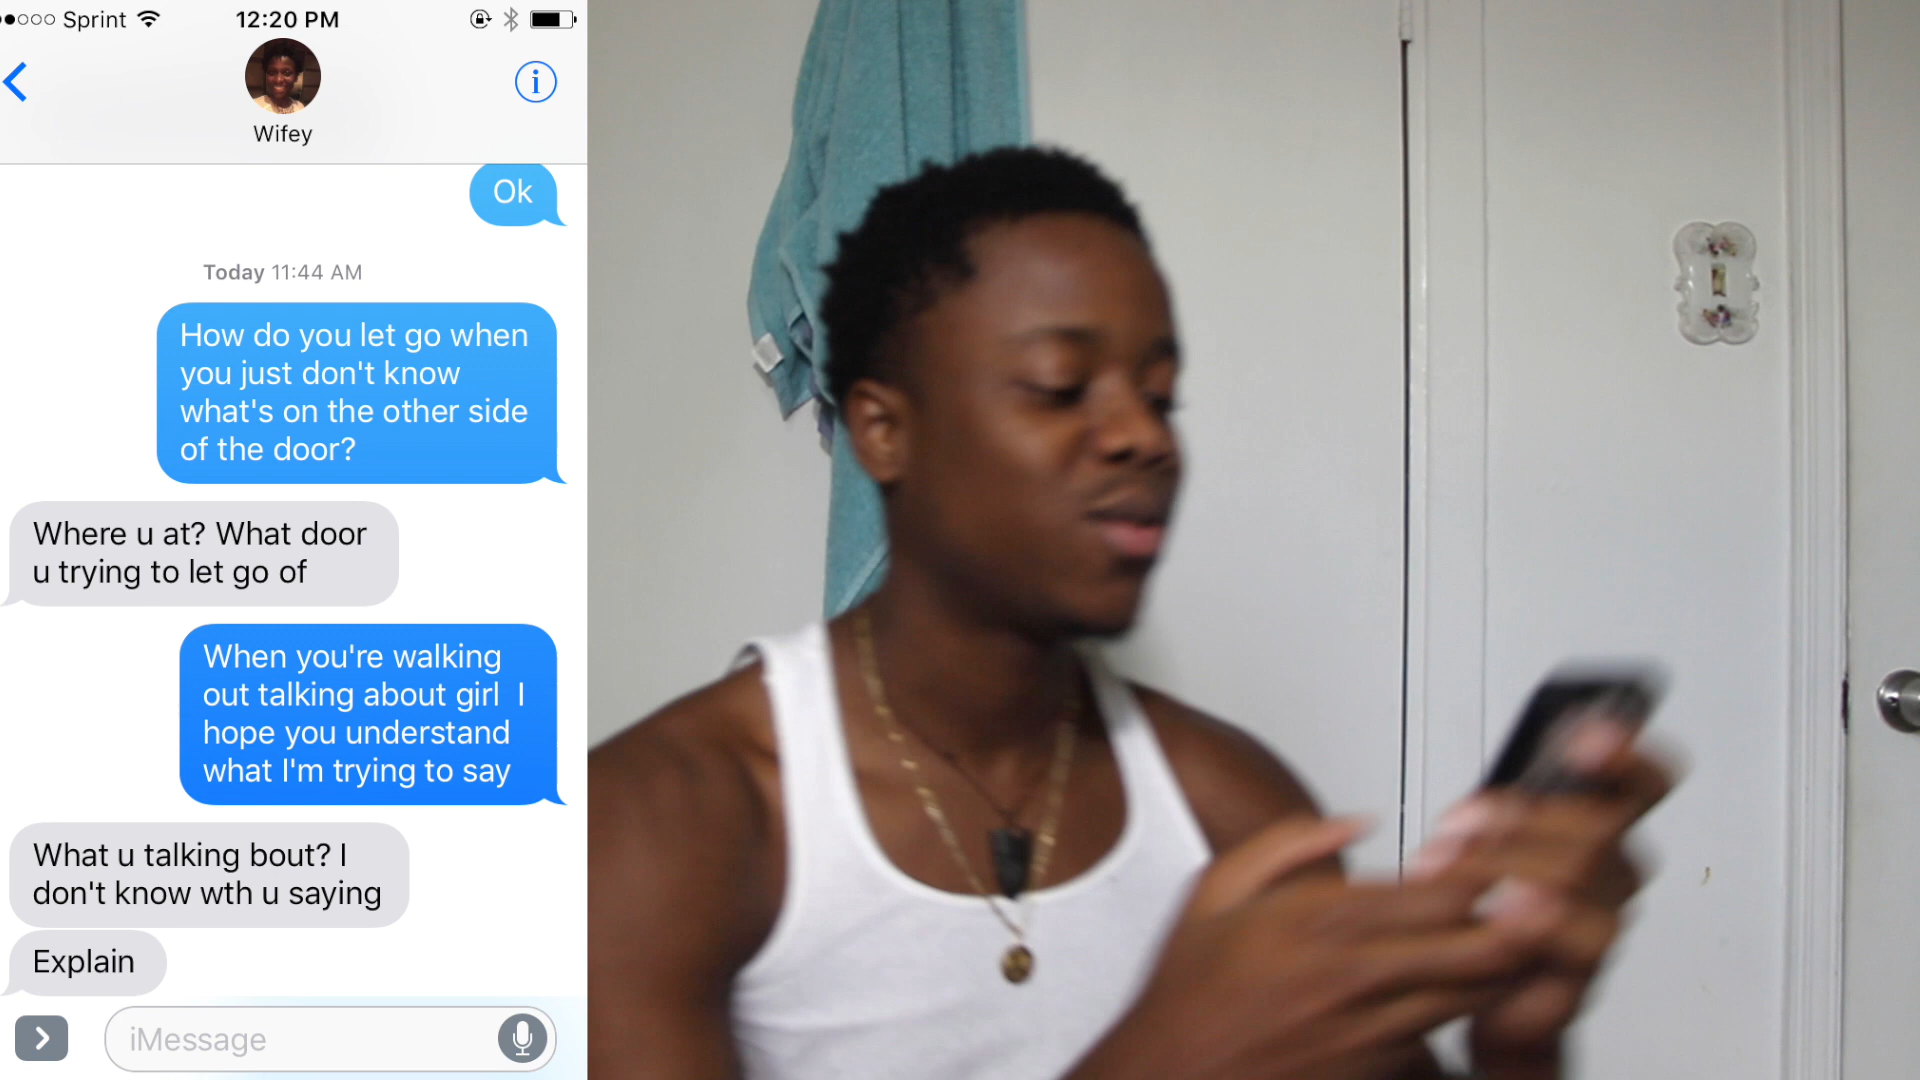 Sprint 12:20 PM
Wifey
Ok
Today 11:44 AM
How do you let go when
you just don't know
what's on the other side
of the door?
Where u at? What door
u trying to let go of
When you're walking
out talking about girl I
hope you understand
what I'm trying to say
What u talking bout? I
don't know wth u saying
Explain
iMessage